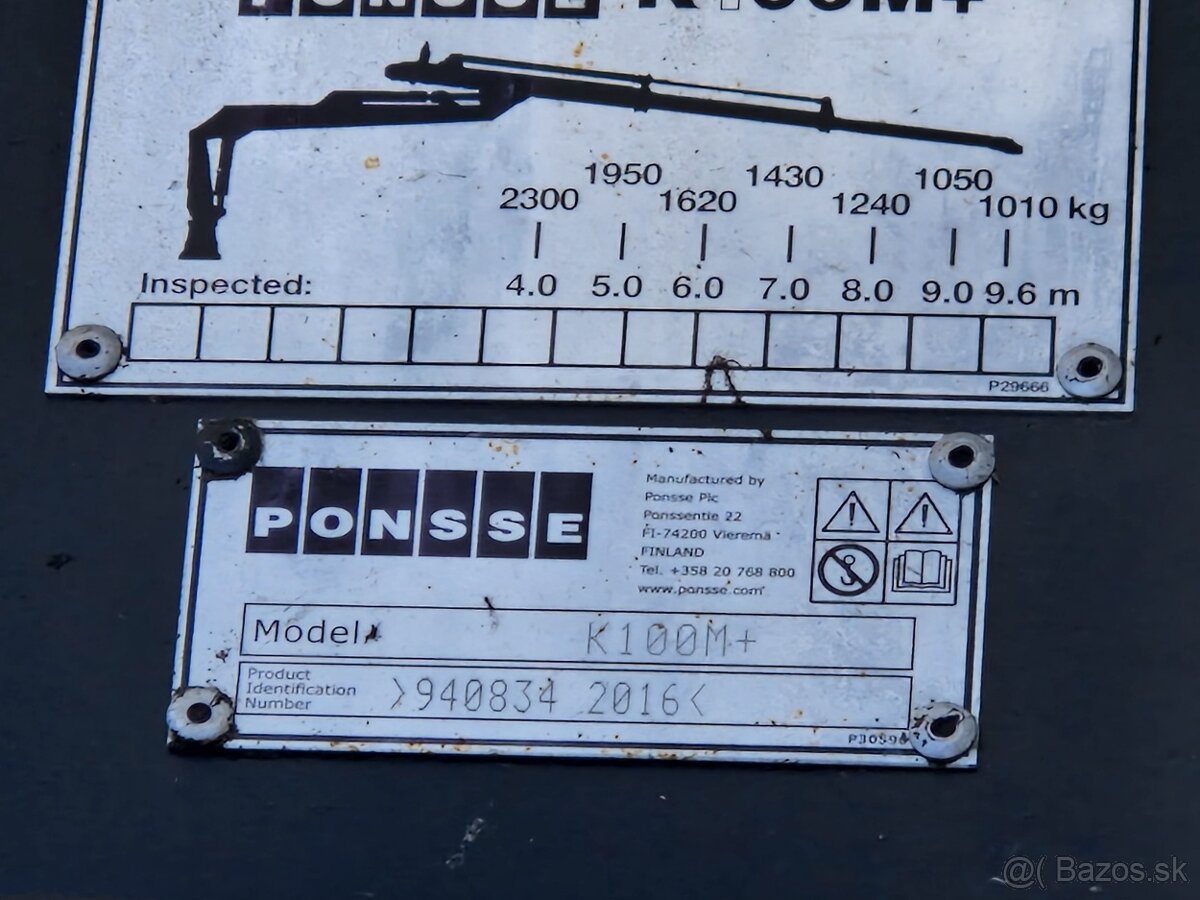 PONSSE K100M+
1950 1430 1050
2300 1620 1240 1010 kg
Inspected: 4.0 5.0 6.0 7.0 8.0 9.0 9.6 m
P29666
PONSSE
Manufactured by
Ponsse Plc
Ponssentie 22
FI-74200 Vieremä
FINLAND
Tel. +358 20 768 800
www.ponsse.com
Model: K100M+
Product
Identification
Number >940834 2016<
@( Bazos.sk